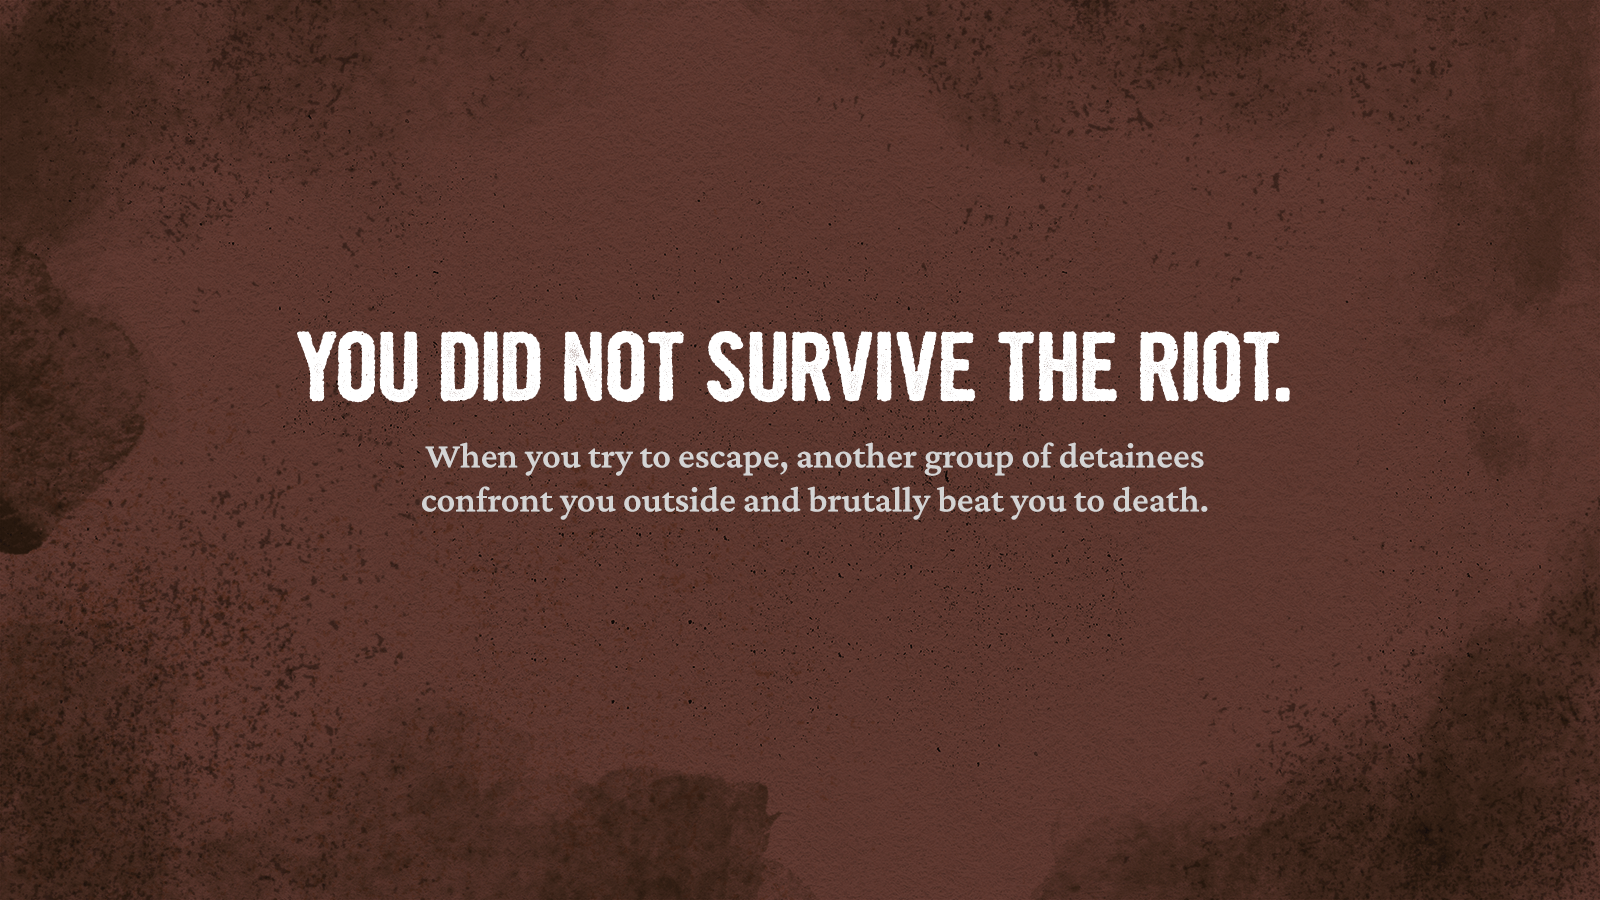 YOU DID NOT SURVIVE THE RIOT.
When you try to escape, another group of detainees
confront you outside and brutally beat you to death.